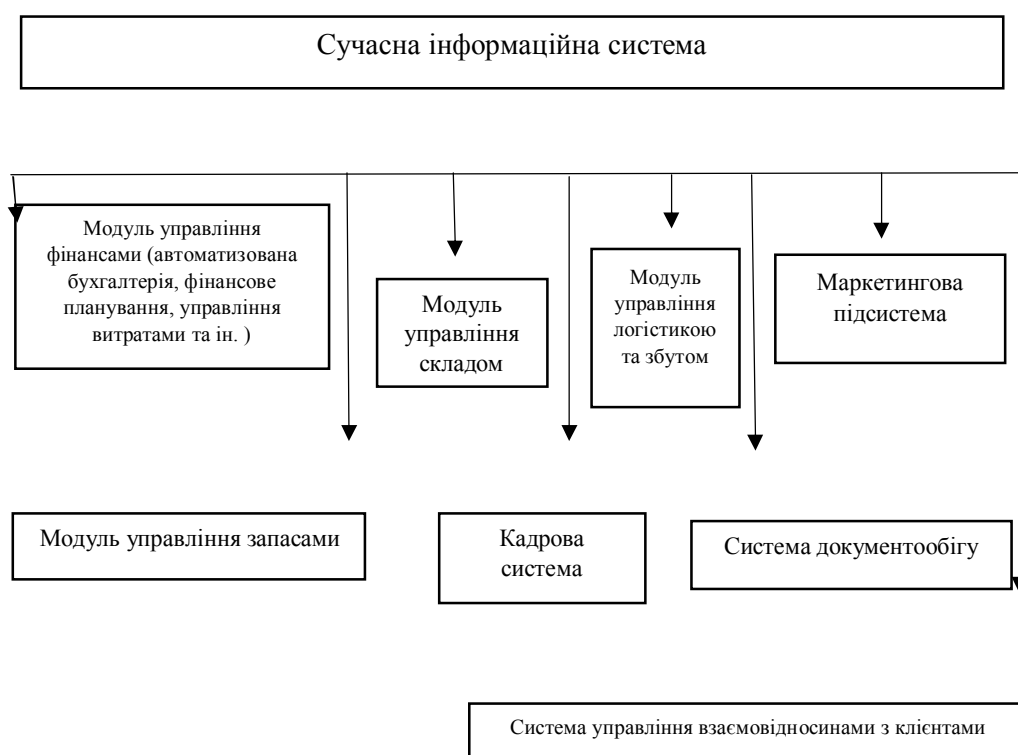 Сучасна інформаційна система
Модуль управління
фінансами (автоматизована
бухгалтерія, фінансове
планування, управління
витратами та ін. )
Модуль
управління
складом
Модуль
управління
логістикою
та збутом
Маркетингова
підсистема
Модуль управління запасами
Кадрова
система
Система документообігу
Система управління взаємовідносинами з клієнтами